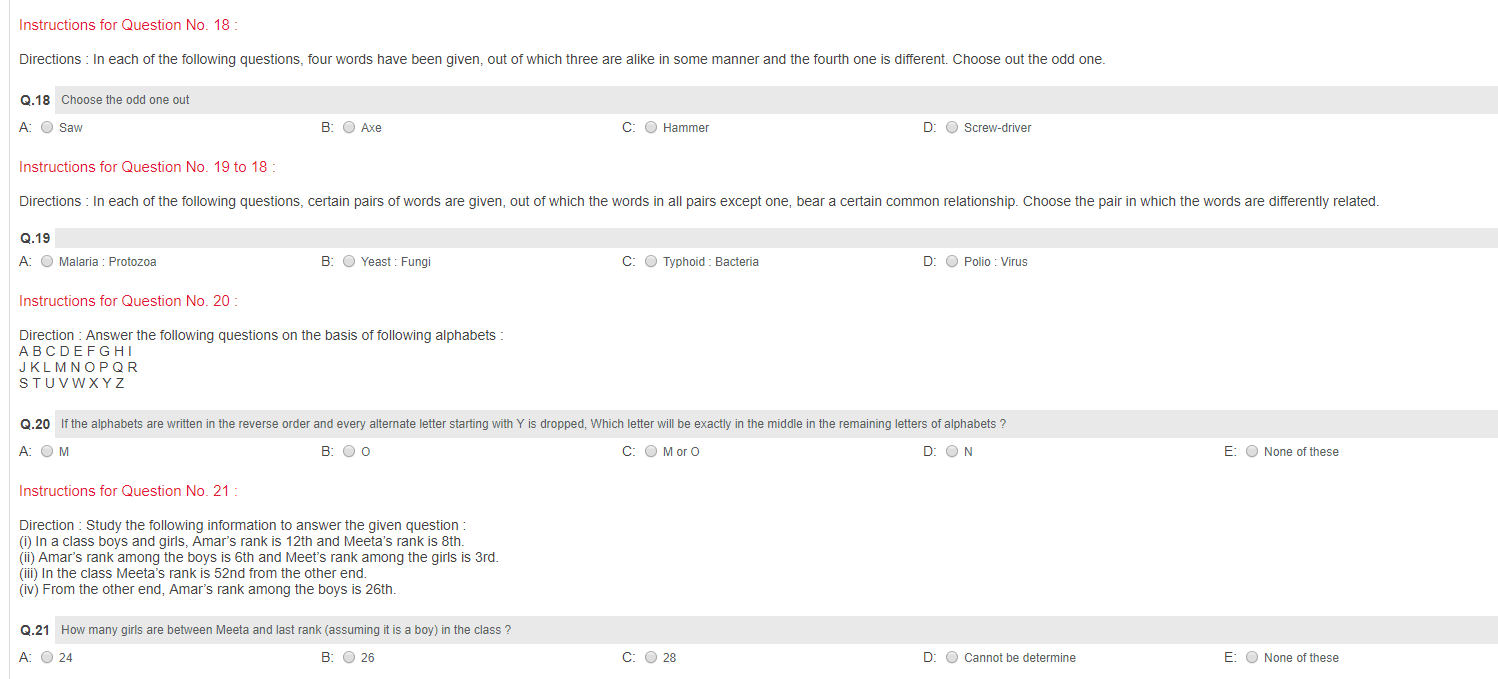 Instructions for Question No. 18 :
Directions : In each of the following questions, four words have been given, out of which three are alike in some manner and the fourth one is different. Choose out the odd one.
Q.18 Choose the odd one out
A: Saw B: Axe C: Hammer D: Screw-driver
Instructions for Question No. 19 to 18 :
Directions : In each of the following questions, certain pairs of words are given, out of which the words in all pairs except one, bear a certain common relationship. Choose the pair in which the words are differently related.
Q.19
A: Malaria : Protozoa B: Yeast : Fungi C: Typhoid : Bacteria D: Polio : Virus
Instructions for Question No. 20 :
Direction : Answer the following questions on the basis of following alphabets :
A B C D E F G H I
J K L M N O P Q R
S T U V W X Y Z
Q.20 If the alphabets are written in the reverse order and every alternate letter starting with Y is dropped, Which letter will be exactly in the middle in the remaining letters of alphabets ?
A: M B: O C: M or O D: N E: None of these
Instructions for Question No. 21 :
Direction : Study the following information to answer the given question :
(i) In a class boys and girls, Amar’s rank is 12th and Meeta’s rank is 8th.
(ii) Amar’s rank among the boys is 6th and Meet’s rank among the girls is 3rd.
(iii) In the class Meeta’s rank is 52nd from the other end.
(iv) From the other end, Amar’s rank among the boys is 26th.
Q.21 How many girls are between Meeta and last rank (assuming it is a boy) in the class ?
A: 24 B: 26 C: 28 D: Cannot be determine E: None of these